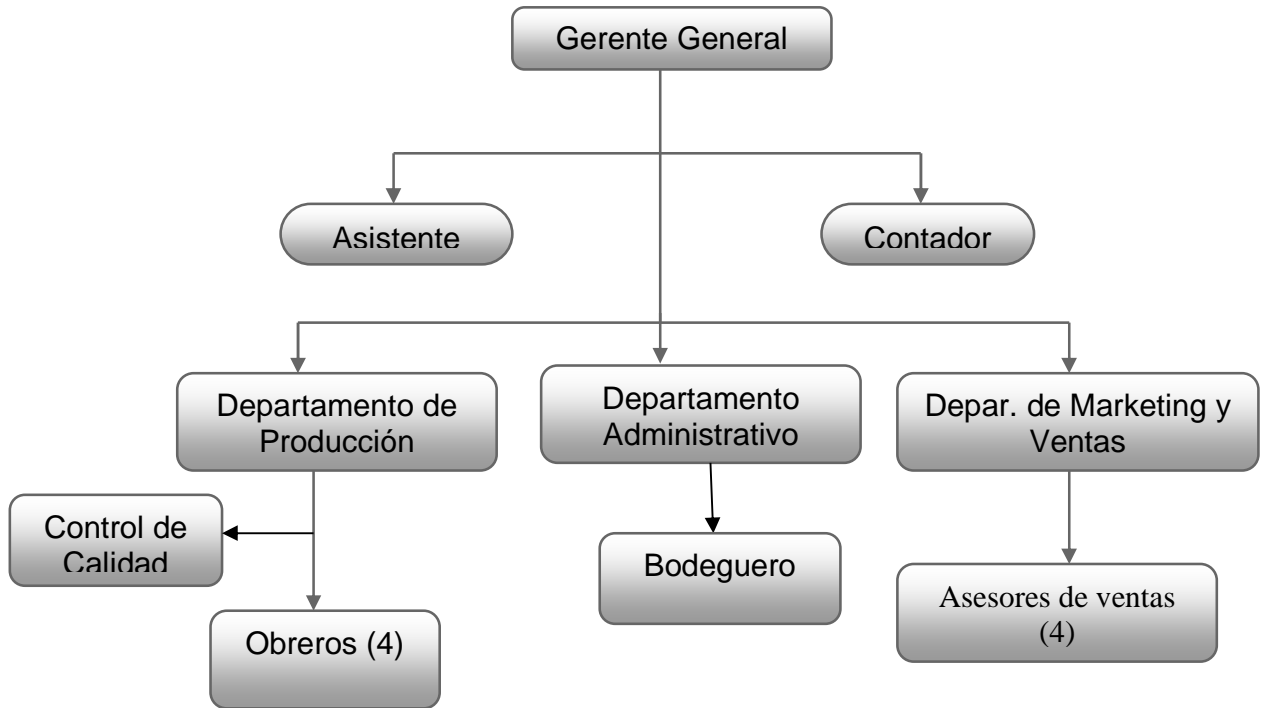 Gerente General
Asistente
Contador
Departamento de
Producción
Departamento
Administrativo
Depar. de Marketing y
Ventas
Control de
Calidad
Bodeguero
Asesores de ventas
(4)
Obreros (4)